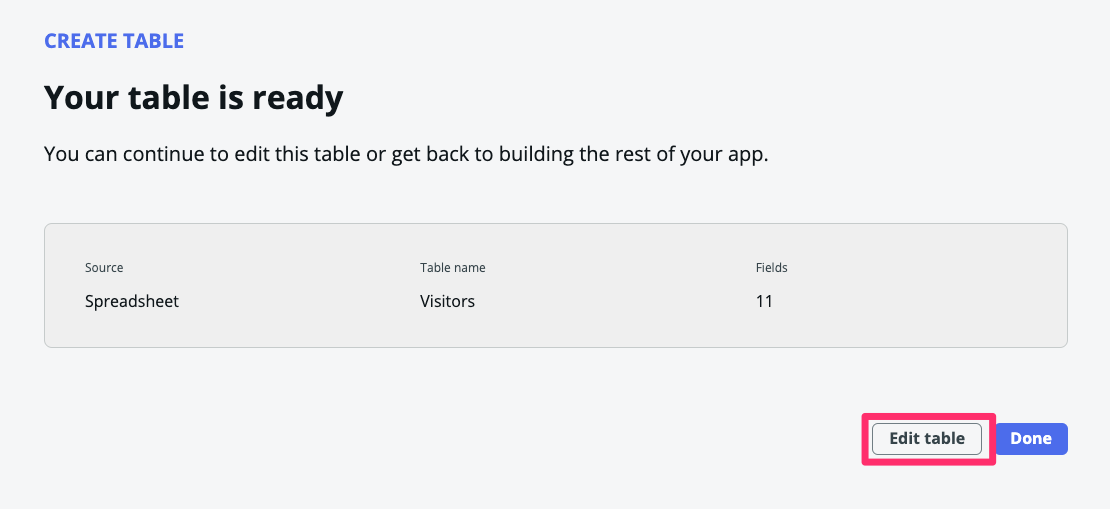 CREATE TABLE
Your table is ready
You can continue to edit this table or get back to building the rest of your app.
Source Table name Fields
Spreadsheet Visitors 11
Edit table Done